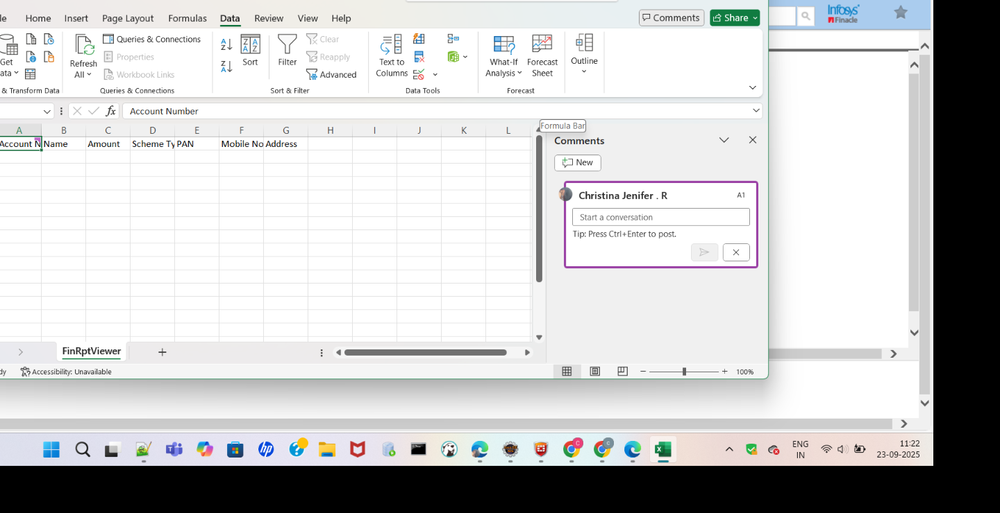 le Home Insert Page Layout Formulas Data Review View Help Comments Share
Infosys
Finacle
Queries & Connections
Clear
Get
Properties
Reapply
Refresh
Sort
Filter
Text to
What-If
Forecast
Outline
ata
All
Workbook Links
Advanced
Columns
Analysis
Sheet
& Transform Data
Queries & Connections
Sort & Filter
Data Tools
Forecast
fx Account Number
Formula Bar
A B C D E F G H I J K L
Account N Name Amount Scheme Ty PAN Mobile No Address
Comments
New
Christina Jenifer . R A1
Start a conversation
Tip: Press Ctrl+Enter to post.
FinRptViewer
dy Accessibility: Unavailable
100%
ENG
IN
11:22
23-09-2025